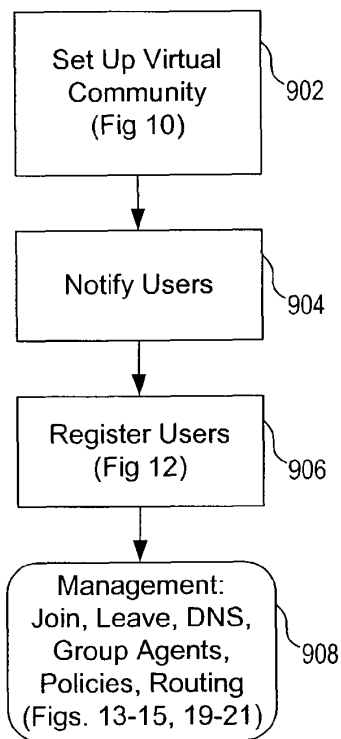 Set Up Virtual
Community
(Fig 10)
902
Notify Users
904
Register Users
(Fig 12)
906
Management:
Join, Leave, DNS,
Group Agents,
Policies, Routing
(Figs. 13-15, 19-21)
908